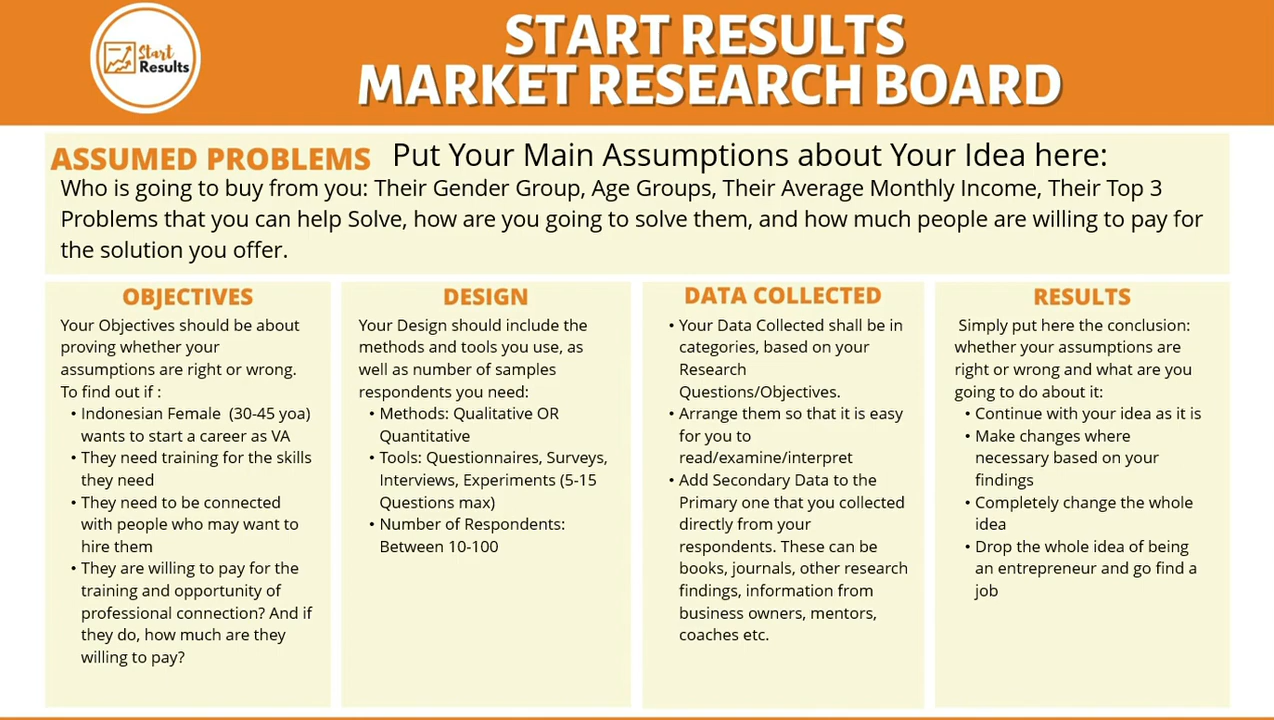 Start
Results
START RESULTS
MARKET RESEARCH BOARD
ASSUMED PROBLEMS Put Your Main Assumptions about Your Idea here:
Who is going to buy from you: Their Gender Group, Age Groups, Their Average Monthly Income, Their Top 3
Problems that you can help Solve, how are you going to solve them, and how much people are willing to pay for
the solution you offer.
OBJECTIVES
Your Objectives should be about
proving whether your
assumptions are right or wrong.
To find out if :
• Indonesian Female (30-45 yoa)
wants to start a career as VA
• They need training for the skills
they need
• They need to be connected
with people who may want to
hire them
• They are willing to pay for the
training and opportunity of
professional connection? And if
they do, how much are they
willing to pay?
DESIGN
Your Design should include the
methods and tools you use, as
well as number of samples
respondents you need:
• Methods: Qualitative OR
Quantitative
• Tools: Questionnaires, Surveys,
Interviews, Experiments (5-15
Questions max)
• Number of Respondents:
Between 10-100
DATA COLLECTED
• Your Data Collected shall be in
categories, based on your
Research
Questions/Objectives.
• Arrange them so that it is easy
for you to
read/examine/interpret
• Add Secondary Data to the
Primary one that you collected
directly from your
respondents. These can be
books, journals, other research
findings, information from
business owners, mentors,
coaches etc.
RESULTS
Simply put here the conclusion:
whether your assumptions are
right or wrong and what are you
going to do about it:
• Continue with your idea as it is
• Make changes where
necessary based on your
findings
• Completely change the whole
idea
• Drop the whole idea of being
an entrepreneur and go find a
job